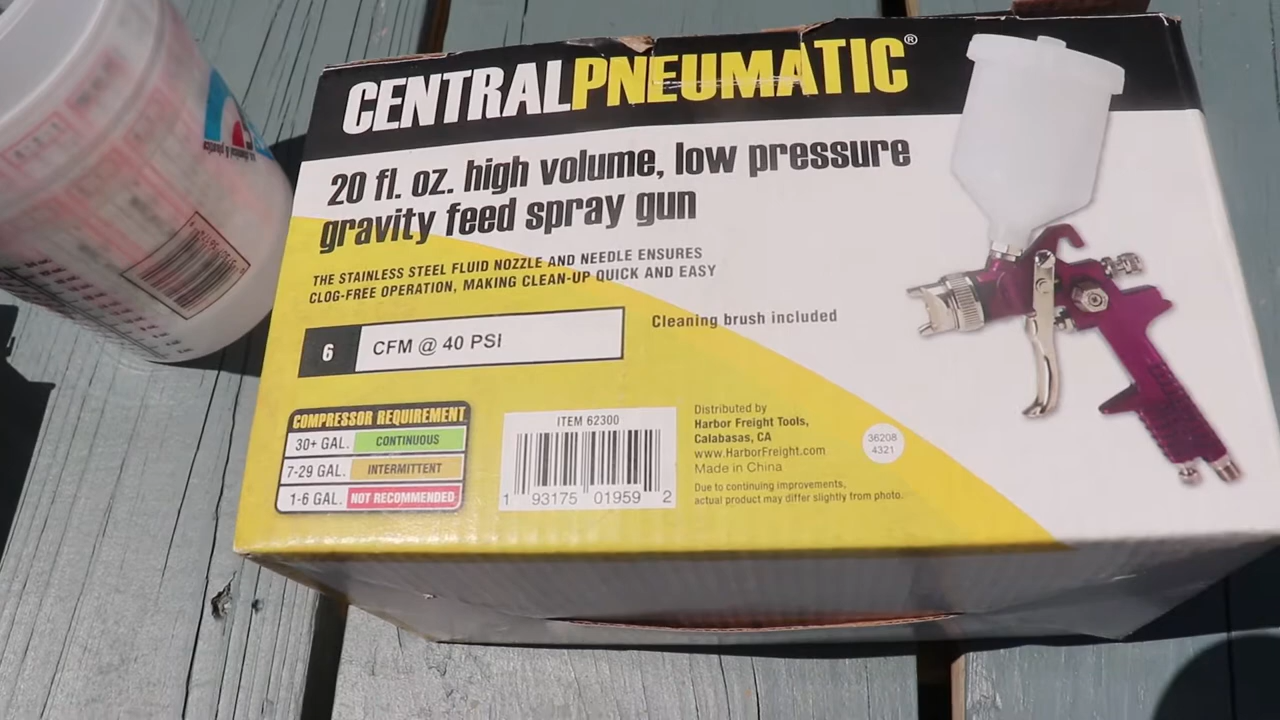 CENTRALPNEUMATIC®
20 fl. oz. high volume, low pressure
gravity feed spray gun
THE STAINLESS STEEL FLUID NOZZLE AND NEEDLE ENSURES
CLOG-FREE OPERATION, MAKING CLEAN-UP QUICK AND EASY
6 CFM @ 40 PSI
Cleaning brush included
COMPRESSOR REQUIREMENT
30+ GAL. CONTINUOUS
7-29 GAL. INTERMITTENT
1-6 GAL. NOT RECOMMENDED
ITEM 62300
1 93175 01959 2
Distributed by
Harbor Freight Tools,
Calabasas, CA
www.HarborFreight.com
Made in China
Due to continuing improvements,
actual product may differ slightly from photo.
36208
4321